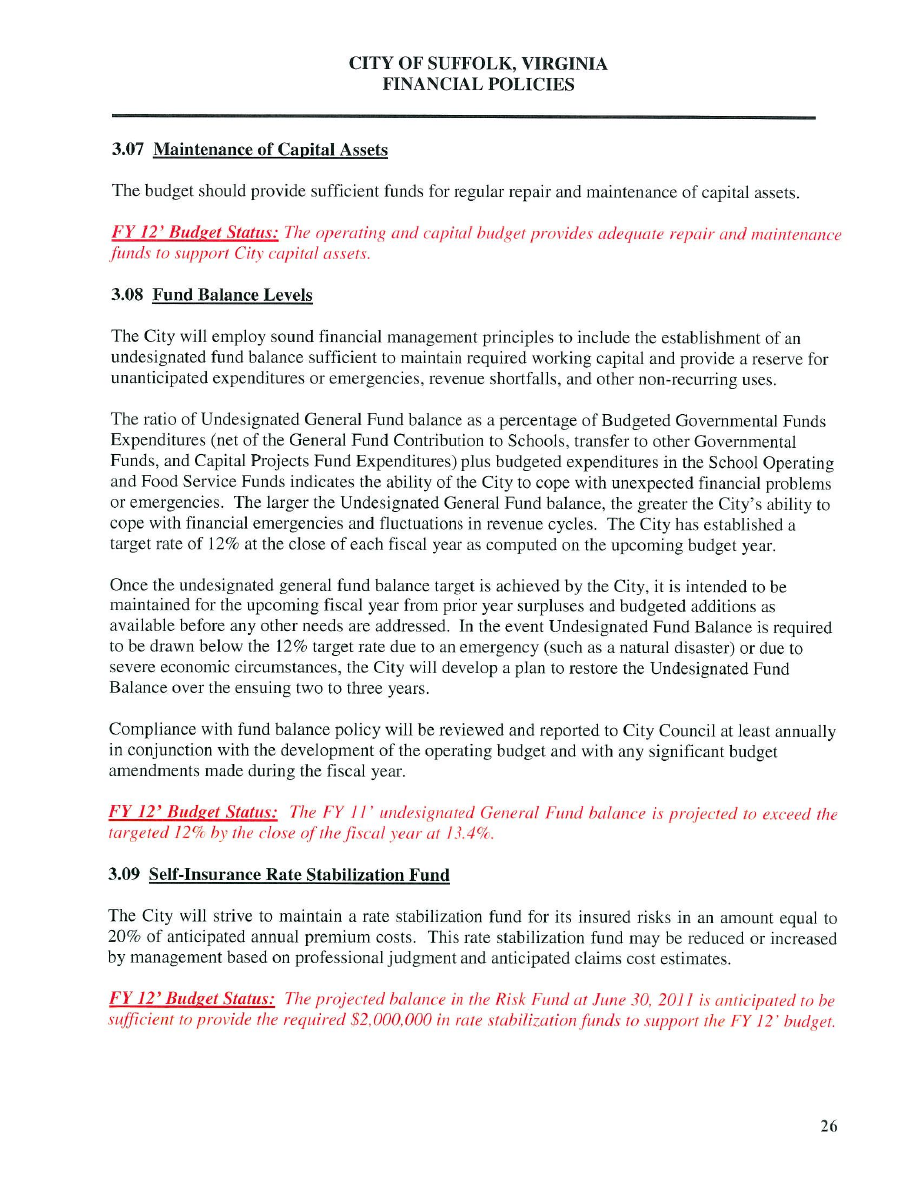 CITY OF SUFFOLK, VIRGINIA
FINANCIAL POLICIES
3.07 Maintenance of Capital Assets
The budget should provide sufficient funds for regular repair and maintenance of capital assets.
FY 12' Budget Status: The operating and capital budget provides adequate repair and maintenance
funds to support City capital assets.
3.08 Fund Balance Levels
The City will employ sound financial management principles to include the establishment of an
undesignated fund balance sufficient to maintain required working capital and provide a reserve for
unanticipated expenditures or emergencies, revenue shortfalls, and other non-recurring uses.
The ratio of Undesignated General Fund balance as a percentage of Budgeted Governmental Funds
Expenditures (net of the General Fund Contribution to Schools, transfer to other Governmental
Funds, and Capital Projects Fund Expenditures) plus budgeted expenditures in the School Operating
and Food Service Funds indicates the ability of the City to cope with unexpected financial problems
or emergencies. The larger the Undesignated General Fund balance, the greater the City's ability to
cope with financial emergencies and fluctuations in revenue cycles. The City has established a
target rate of 12% at the close of each fiscal year as computed on the upcoming budget year.
Once the undesignated general fund balance target is achieved by the City, it is intended to be
maintained for the upcoming fiscal year from prior year surpluses and budgeted additions as
available before any other needs are addressed. In the event Undesignated Fund Balance is required
to be drawn below the 12% target rate due to an emergency (such as a natural disaster) or due to
severe economic circumstances, the City will develop a plan to restore the Undesignated Fund
Balance over the ensuing two to three years.
Compliance with fund balance policy will be reviewed and reported to City Council at least annually
in conjunction with the development of the operating budget and with any significant budget
amendments made during the fiscal year.
FY 12' Budget Status: The FY 11' undesignated General Fund balance is projected to exceed the
targeted 12% by the close of the fiscal year at 13.4%.
3.09 Self-Insurance Rate Stabilization Fund
The City will strive to maintain a rate stabilization fund for its insured risks in an amount equal to
20% of anticipated annual premium costs. This rate stabilization fund may be reduced or increased
by management based on professional judgment and anticipated claims cost estimates.
FY 12' Budget Status: The projected balance in the Risk Fund at June 30, 2011 is anticipated to be
sufficient to provide the required $2,000,000 in rate stabilization funds to support the FY 12' budget.
26